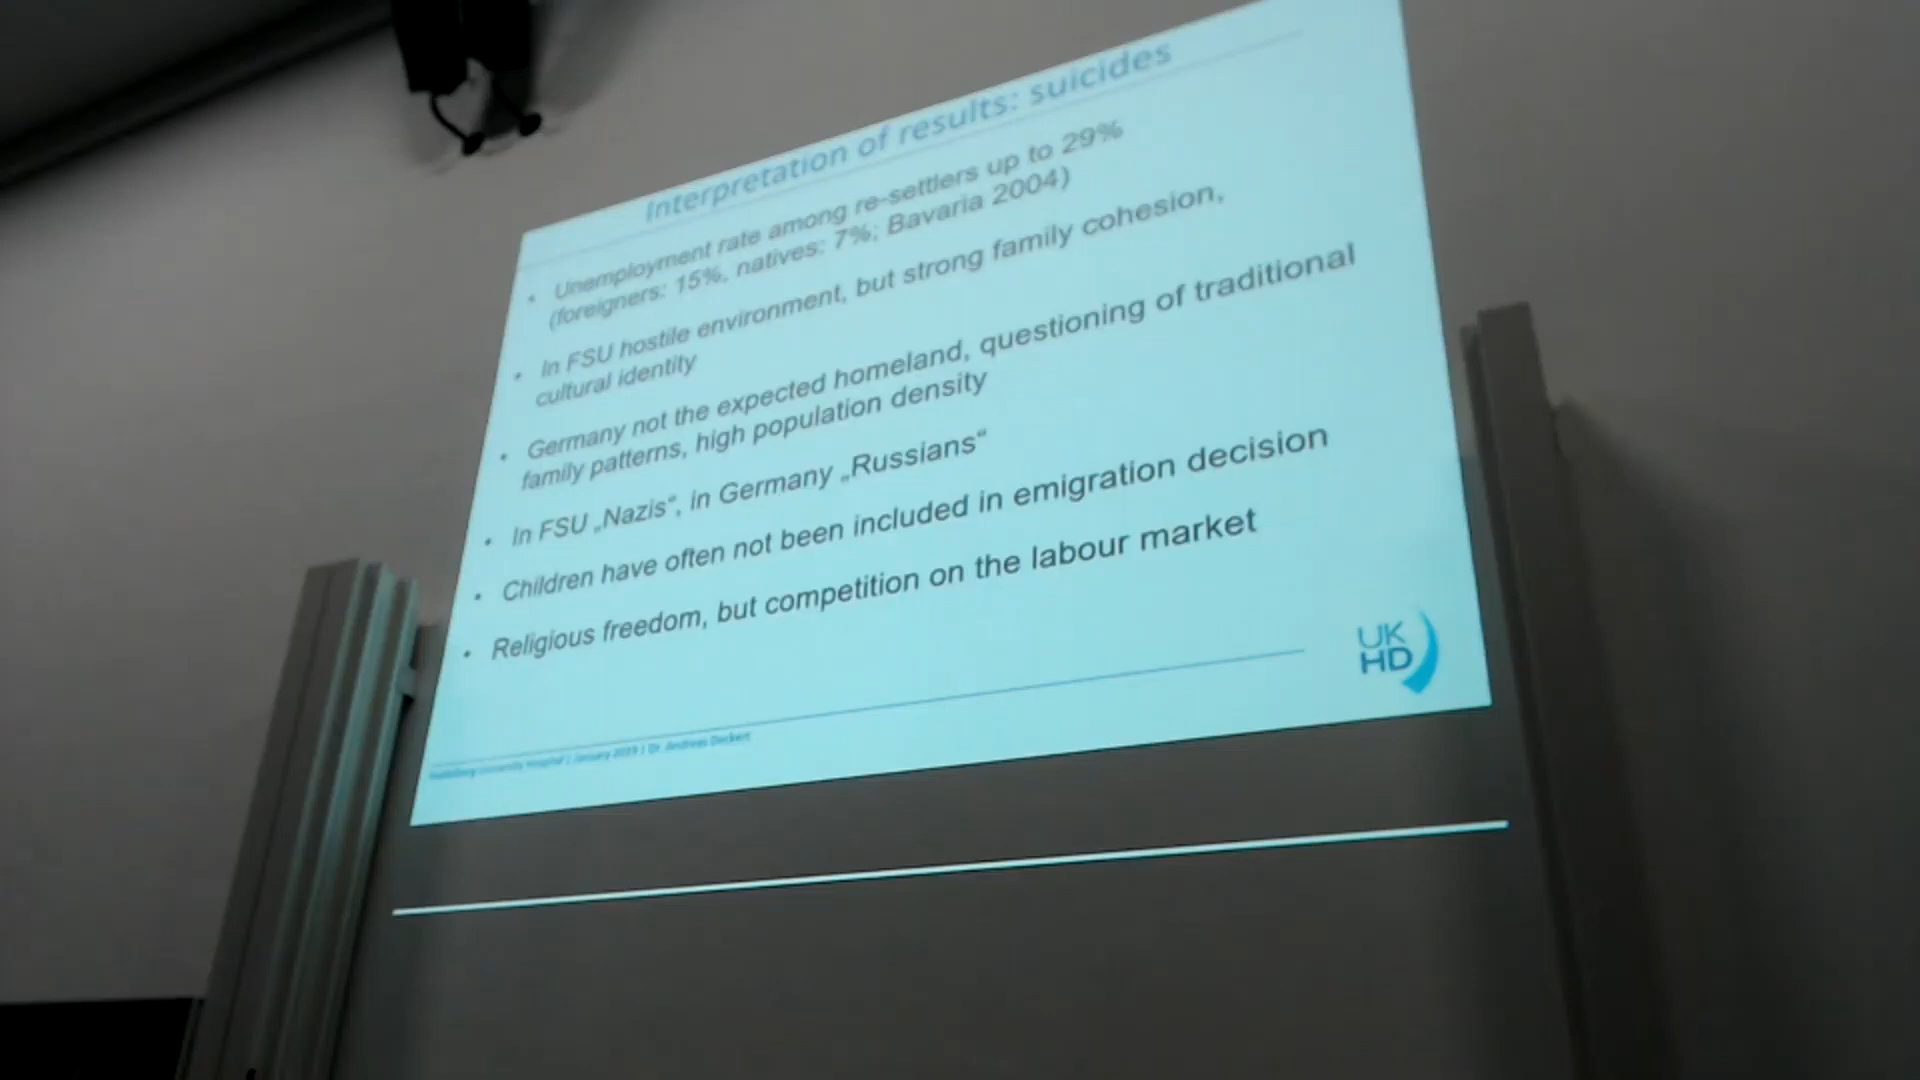 Interpretation of results: suicides
• Unemployment rate among re-settlers up to 29%
(foreigners: 15%, natives: 7%; Bavaria 2004)
• In FSU hostile environment, but strong family cohesion,
cultural identity
• Germany not the expected homeland, questioning of traditional
family patterns, high population density
• In FSU „Nazis“, in Germany „Russians“
• Children have often not been included in emigration decision
• Religious freedom, but competition on the labour market
UK
HD
Heidelberg University Hospital | January 2019 | Dr. Andreas Deckert